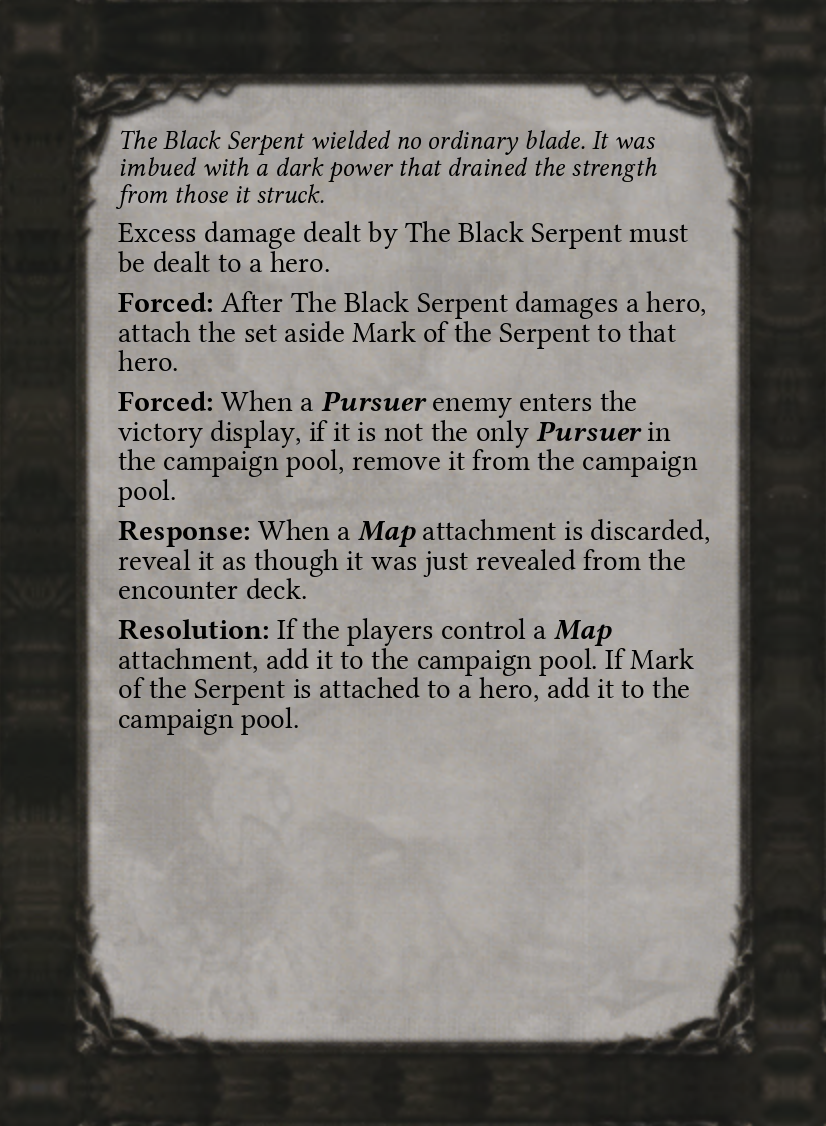 The Black Serpent wielded no ordinary blade. It was
imbued with a dark power that drained the strength
from those it struck.
Excess damage dealt by The Black Serpent must
be dealt to a hero.
Forced: After The Black Serpent damages a hero,
attach the set aside Mark of the Serpent to that
hero.
Forced: When a Pursuer enemy enters the
victory display, if it is not the only Pursuer in
the campaign pool, remove it from the campaign
pool.
Response: When a Map attachment is discarded,
reveal it as though it was just revealed from the
encounter deck.
Resolution: If the players control a Map
attachment, add it to the campaign pool. If Mark
of the Serpent is attached to a hero, add it to the
campaign pool.